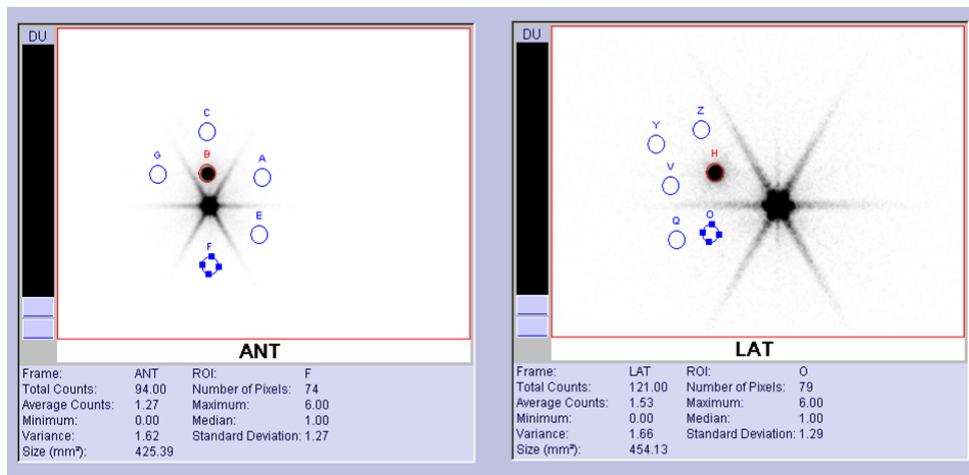 DU
C
G
B
A
E
F
ANT
Frame: ANT ROI: F
Total Counts: 94.00 Number of Pixels: 74
Average Counts: 1.27 Maximum: 6.00
Minimum: 0.00 Median: 1.00
Variance: 1.62 Standard Deviation: 1.27
Size (mm²): 425.39
DU
Z
Y
H
V
O
Q
LAT
Frame: LAT ROI: O
Total Counts: 121.00 Number of Pixels: 79
Average Counts: 1.53 Maximum: 6.00
Minimum: 0.00 Median: 1.00
Variance: 1.66 Standard Deviation: 1.29
Size (mm²): 454.13